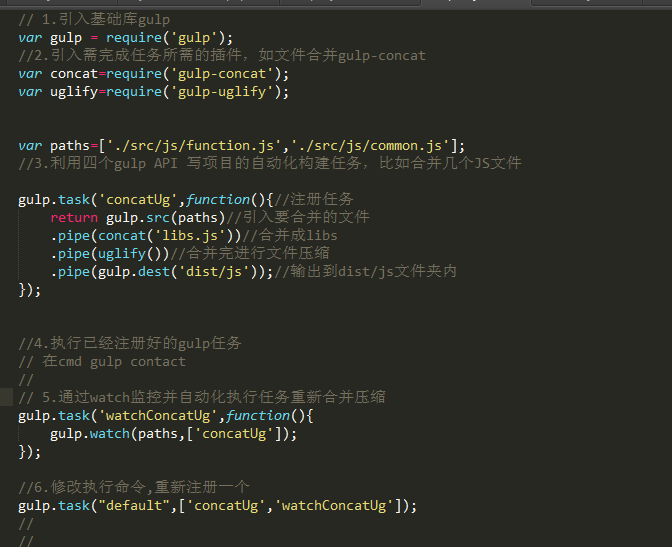 // 1.引入基础库gulp
var gulp = require('gulp');
//2.引入需完成任务所需的插件，如文件合并gulp-concat
var concat=require('gulp-concat');
var uglify=require('gulp-uglify');
var paths=['./src/js/function.js','./src/js/common.js'];
//3.利用四个gulp API 写项目的自动化构建任务，比如合并几个JS文件
gulp.task('concatUg',function(){//注册任务
return gulp.src(paths)//引入要合并的文件
.pipe(concat('libs.js'))//合并成libs
.pipe(uglify())//合并完进行文件压缩
.pipe(gulp.dest('dist/js'));//输出到dist/js文件夹内
});
//4.执行已经注册好的gulp任务
// 在cmd gulp contact
//
// 5.通过watch监控并自动化执行任务重新合并压缩
gulp.task('watchConcatUg',function(){
gulp.watch(paths,['concatUg']);
});
//6.修改执行命令,重新注册一个
gulp.task("default",['concatUg','watchConcatUg']);
//
//